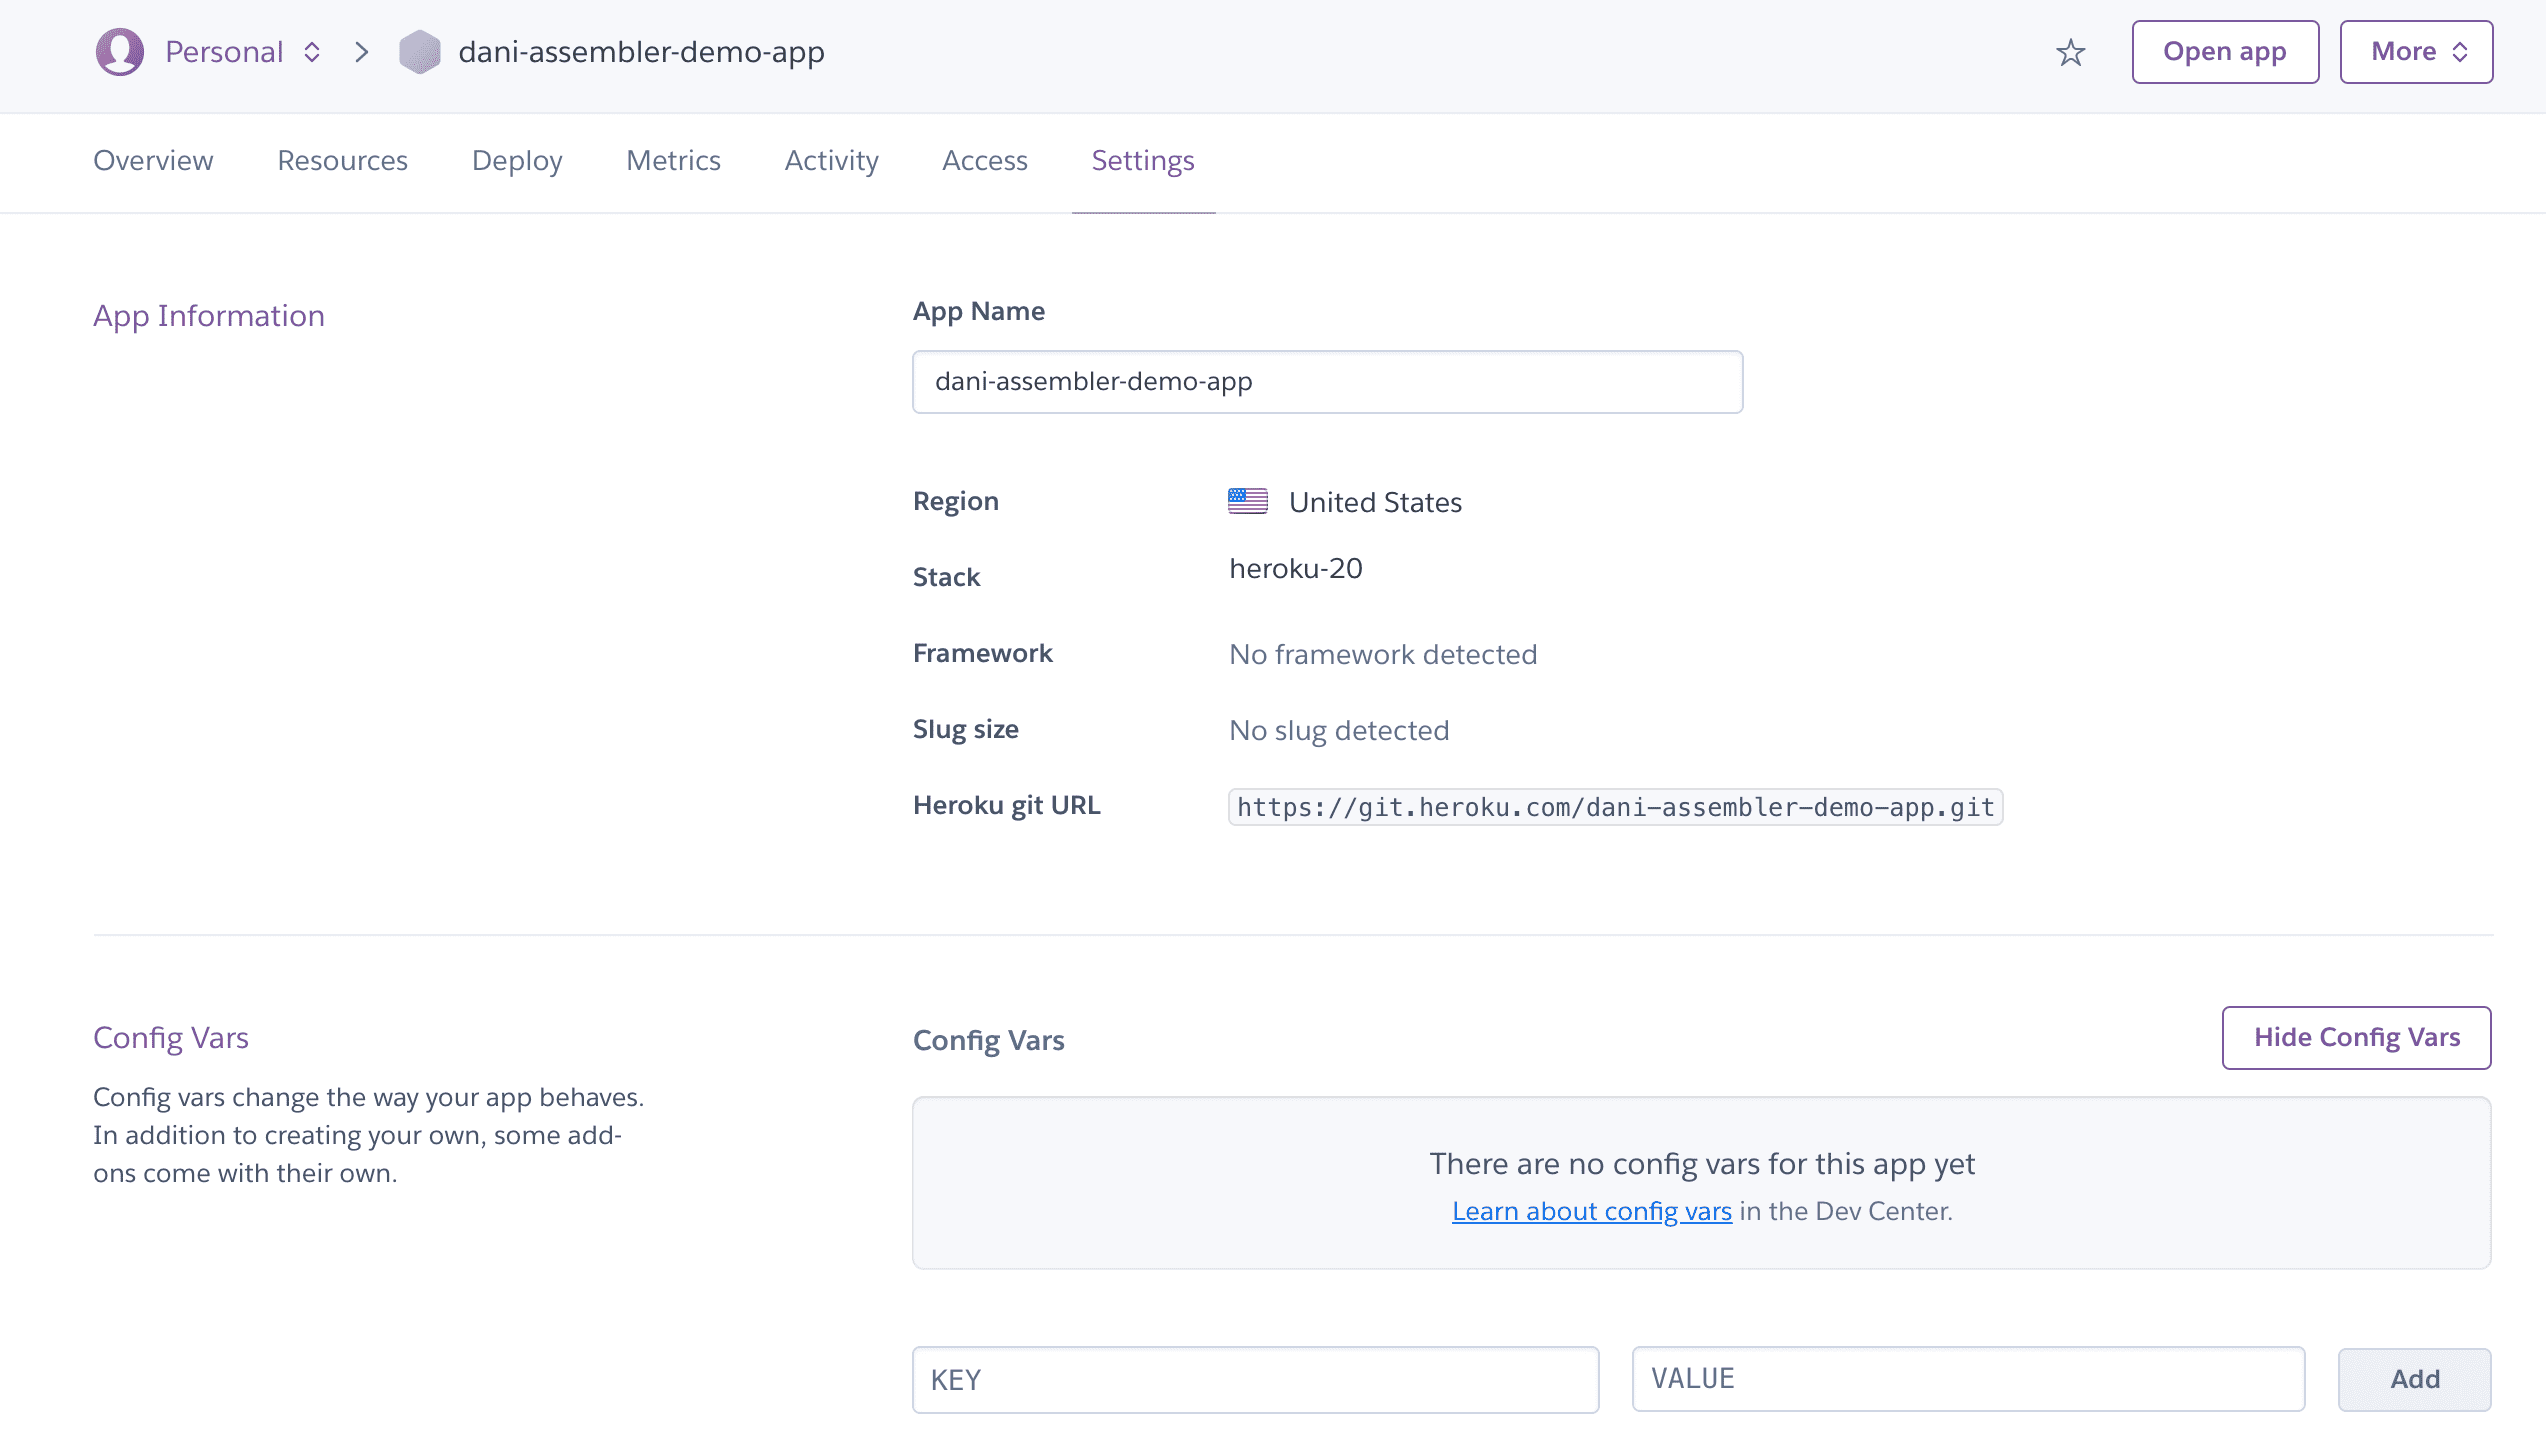 Personal
dani-assembler-demo-app
Open app
More
Overview
Resources
Deploy
Metrics
Activity
Access
Settings
App Information
App Name
dani-assembler-demo-app
Region
United States
Stack
heroku-20
Framework
No framework detected
Slug size
No slug detected
Heroku git URL
https://git.heroku.com/dani-assembler-demo-app.git
Config Vars
Config vars change the way your app behaves.
In addition to creating your own, some add-
ons come with their own.
Config Vars
Hide Config Vars
There are no config vars for this app yet
Learn about config vars in the Dev Center.
KEY
VALUE
Add